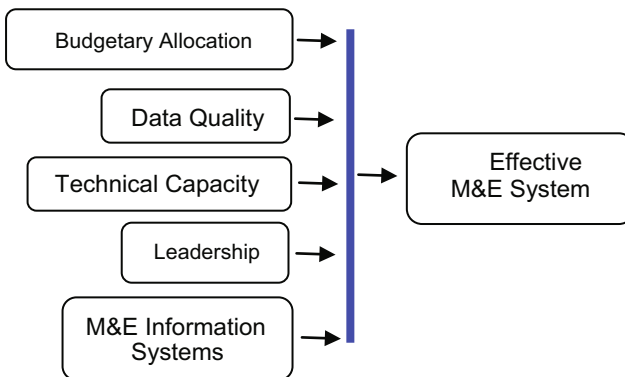 Budgetary Allocation
Data Quality
Technical Capacity
Leadership
M&E Information
Systems
Effective
M&E System